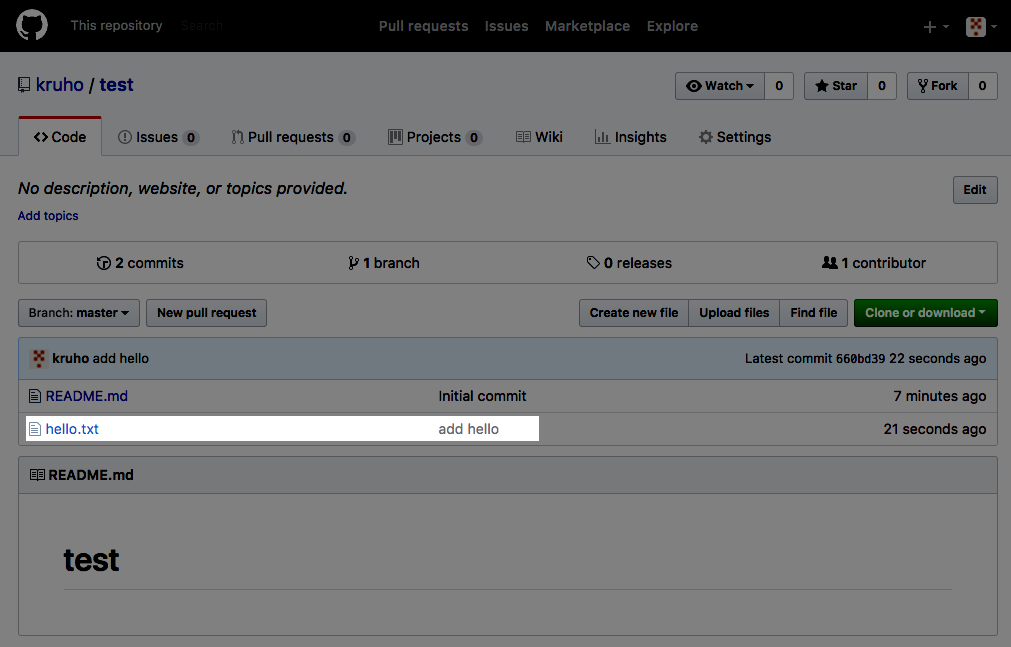 This repository Search Pull requests Issues Marketplace Explore
kruho / test Watch 0 Star 0 Fork 0
Code Issues 0 Pull requests 0 Projects 0 Wiki Insights Settings
No description, website, or topics provided. Edit
Add topics
2 commits 1 branch 0 releases 1 contributor
Branch: master New pull request Create new file Upload files Find file Clone or download
kruho add hello Latest commit 660bd39 22 seconds ago
README.md Initial commit 7 minutes ago
hello.txt add hello 21 seconds ago
README.md
test